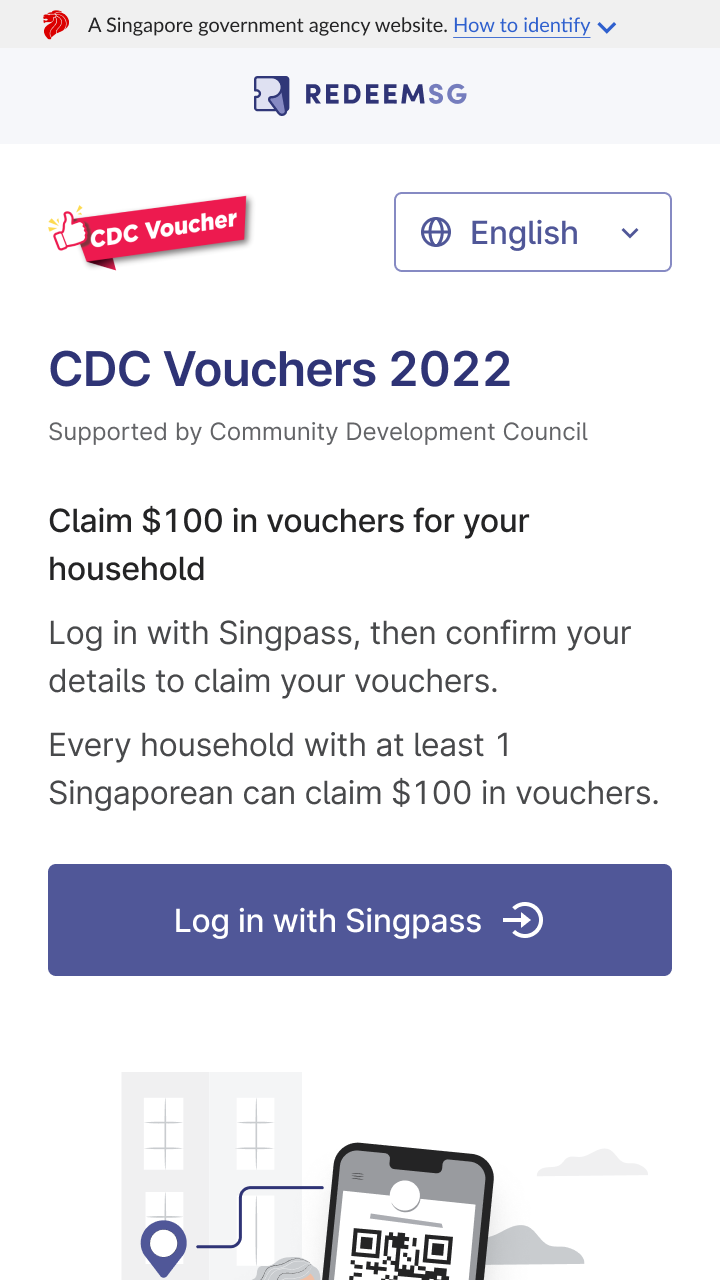 A Singapore government agency website. How to identify
REDEEMSG
CDC Voucher
English
CDC Vouchers 2022
Supported by Community Development Council
Claim $100 in vouchers for your
household
Log in with Singpass, then confirm your
details to claim your vouchers.
Every household with at least 1
Singaporean can claim $100 in vouchers.
Log in with Singpass